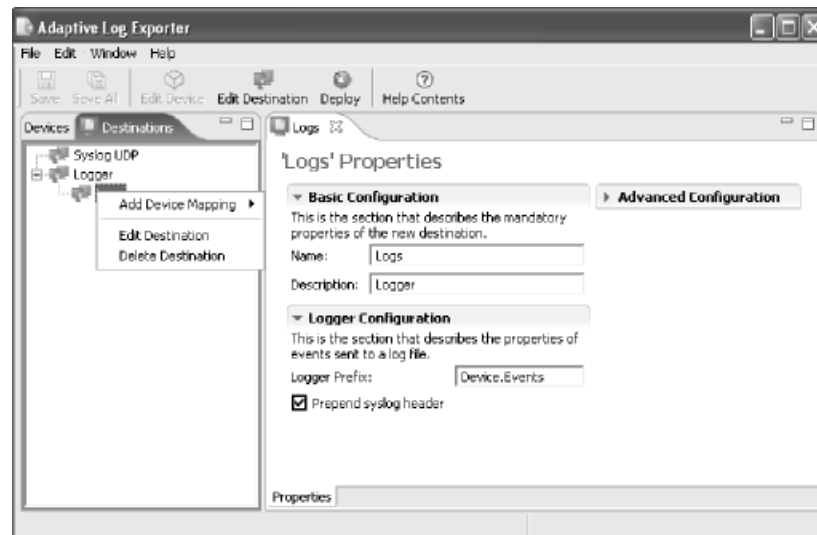 Adaptive Log Exporter
File Edit Window Help
Save Save All Edit Device Edit Destination Deploy Help Contents
Devices Destinations
Syslog UDP
Logger
Add Device Mapping
Edit Destination
Delete Destination
Logs
'Logs' Properties
Basic Configuration
This is the section that describes the mandatory
properties of the new destination.
Name: Logs
Description: Logger
Logger Configuration
This is the section that describes the properties of
events sent to a log file.
Logger Prefix: Device.Events
Prepend syslog header
Advanced Configuration
Properties